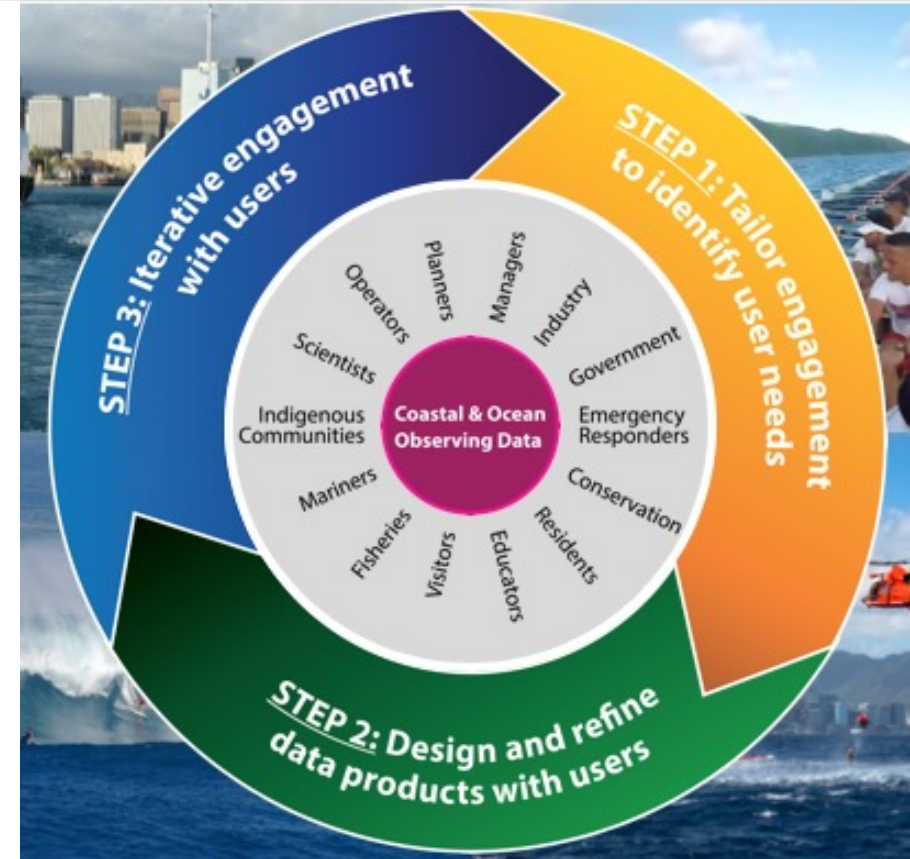 STEP 1: Tailor engagement
to identify user needs
STEP 2: Design and refine
data products with users
STEP 3: Iterative engagement
with users
Coastal & Ocean
Observing Data
Managers
Industry
Government
Emergency
Responders
Conservation
Residents
Educators
Visitors
Fisheries
Mariners
Indigenous
Communities
Scientists
Operators
Planners